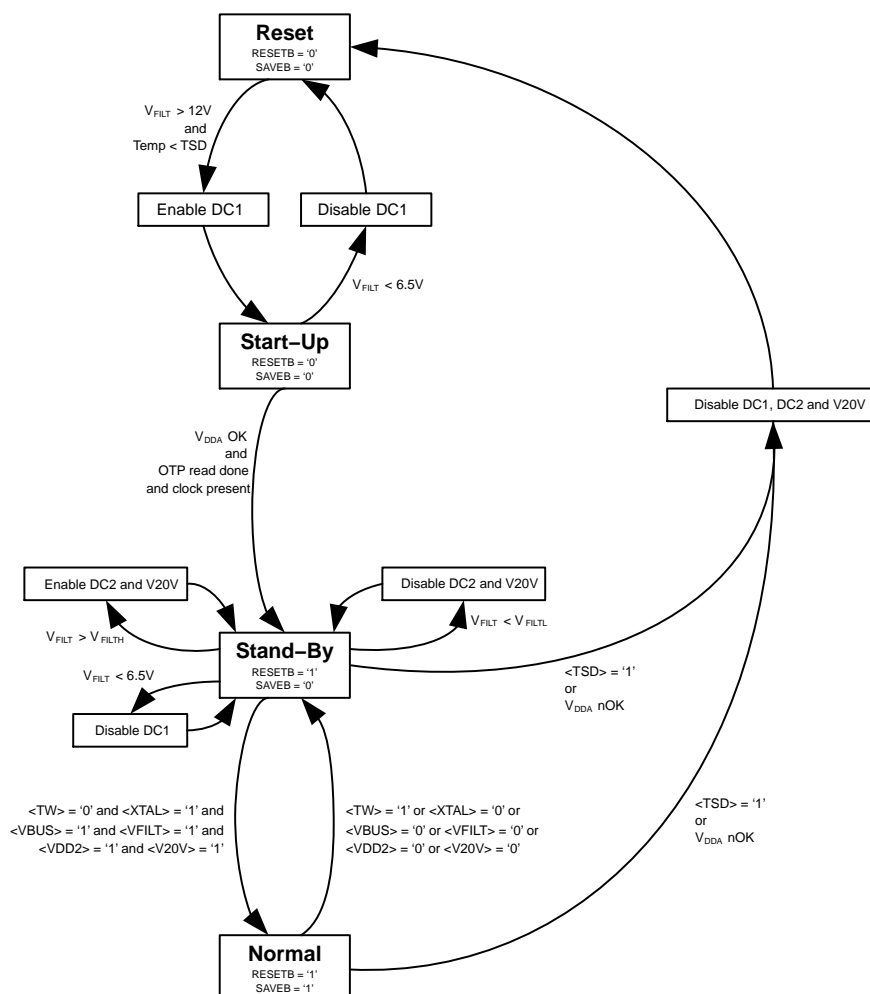 Reset
RESETB = ‘0’
SAVEB = ‘0’
VFILT > 12V
and
Temp < TSD
Enable DC1
Disable DC1
VFILT < 6.5V
Start–Up
RESETB = ‘0’
SAVEB = ‘0’
Disable DC1, DC2 and V20V
VDDA OK
and
OTP read done
and clock present
Enable DC2 and V20V
Disable DC2 and V20V
VFILT > VFILTH
VFILT < VFILTL
Stand–By
RESETB = ‘1’
SAVEB = ‘0’
VFILT < 6.5V
Disable DC1
<TSD> = ‘1’
or
VDDA nOK
<TW> = ‘0’ and <XTAL> = ‘1’ and
<VBUS> = ‘1’ and <VFILT> = ‘1’ and
<VDD2> = ‘1’ and <V20V> = ‘1’
<TW> = ‘1’ or <XTAL> = ‘0’ or
<VBUS> = ‘0’ or <VFILT> = ‘0’ or
<VDD2> = ‘0’ or <V20V> = ‘0’
<TSD> = ‘1’
or
VDDA nOK
Normal
RESETB = ‘1’
SAVEB = ‘1’